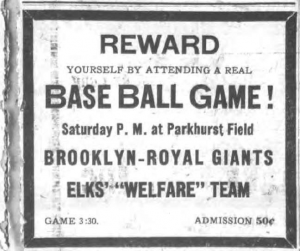 REWARD
YOURSELF BY ATTENDING A REAL
BASE BALL GAME!
Saturday P. M. at Parkhurst Field
BROOKLYN-ROYAL GIANTS
ELKS' "WELFARE" TEAM
GAME 3:30. ADMISSION 50¢